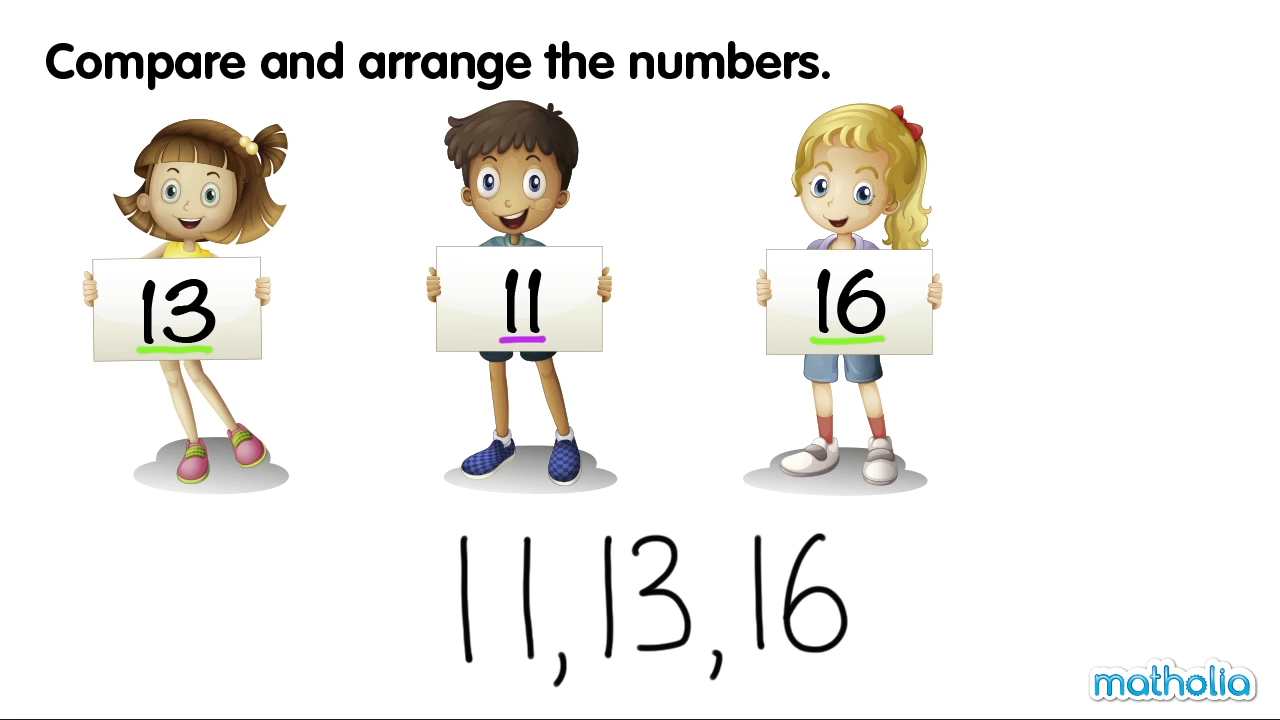 Compare and arrange the numbers.
13 11 16
11, 13, 16
matholia